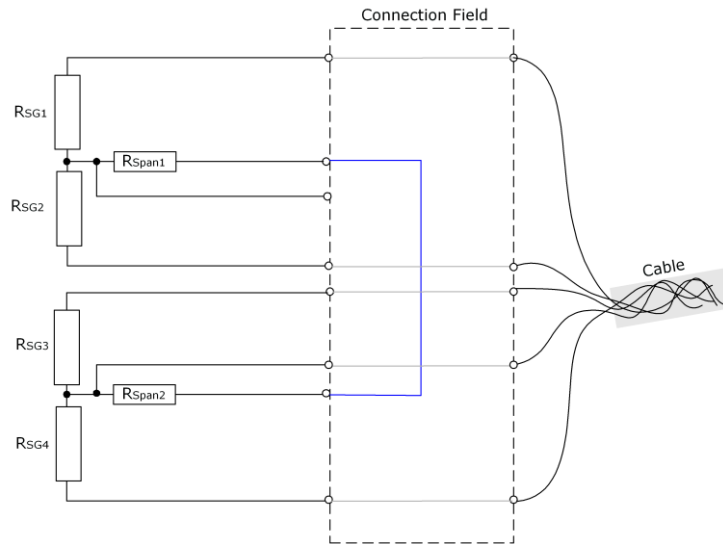 Connection Field
RSG1
RSpan1
RSG2
Cable
RSG3
RSpan2
RSG4